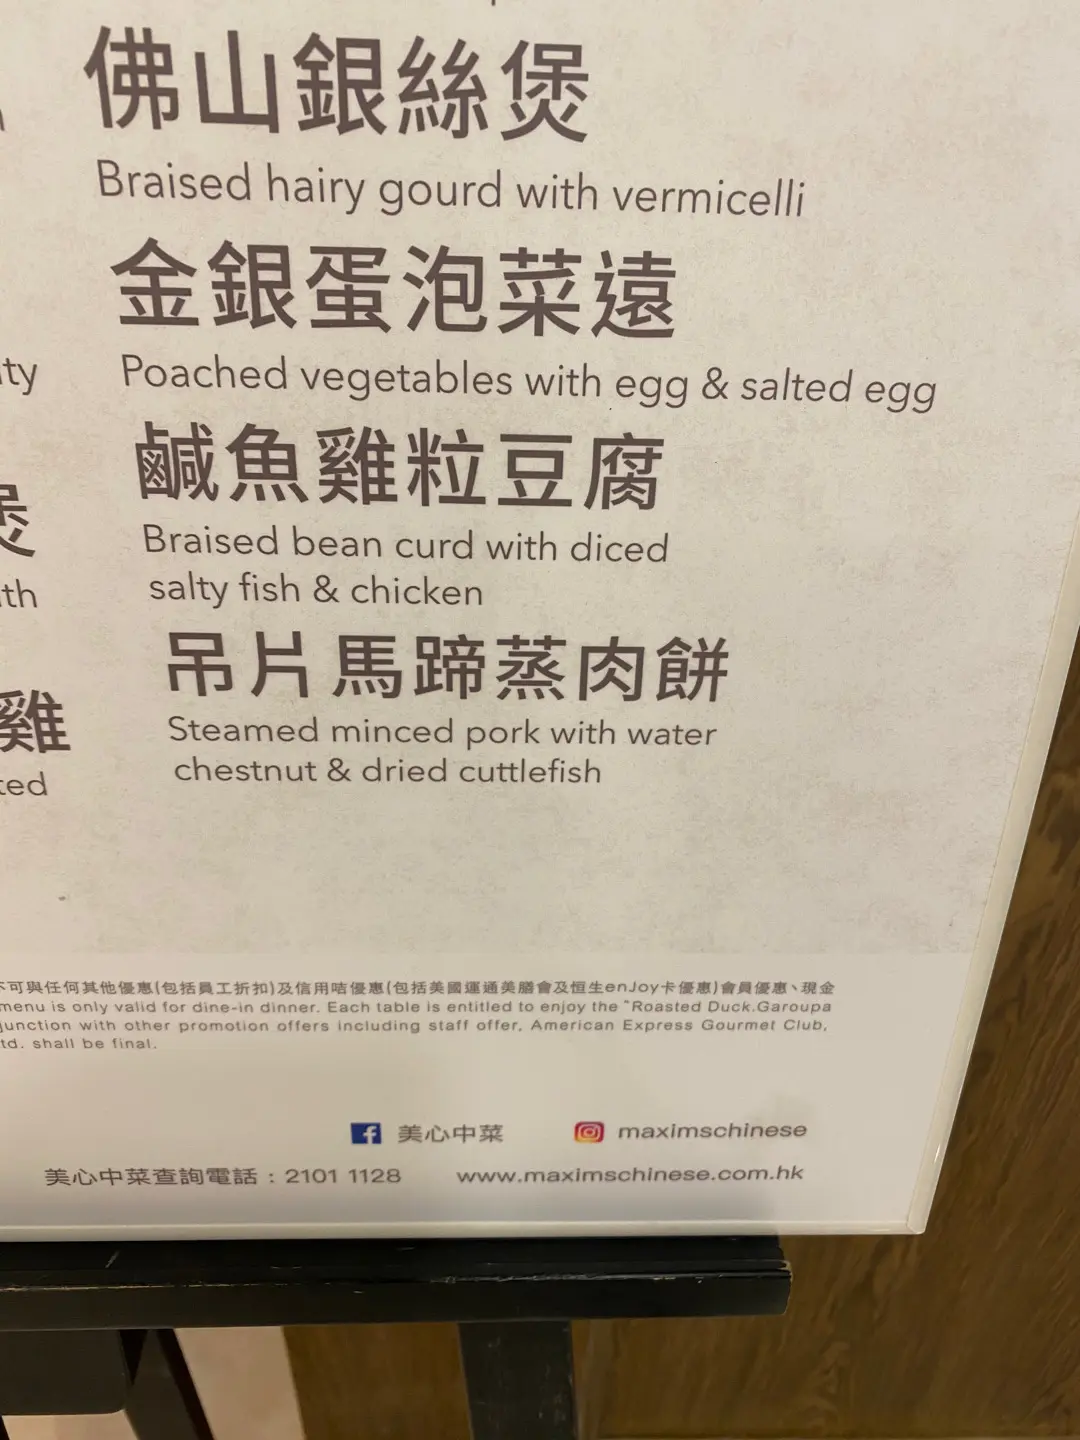 佛山銀絲煲
Braised hairy gourd with vermicelli
金銀蛋泡菜遠
ity
Poached vegetables with egg & salted egg
鹹魚雞粒豆腐
煲
Braised bean curd with diced
th
salty fish & chicken
吊片馬蹄蒸肉餅
雞
Steamed minced pork with water
ted
chestnut & dried cuttlefish
不可與任何其他優惠(包括員工折扣)及信用咭優惠(包括美國運通美膳會及恒生enJoy卡優惠)會員優惠、現金
menu is only valid for dine-in dinner. Each table is entitled to enjoy the "Roasted Duck.Garoupa
junction with other promotion offers including staff offer, American Express Gourmet Club,
td. shall be final.
美心中菜 maximschinese
美心中菜查詢電話：2101 1128 www.maximschinese.com.hk